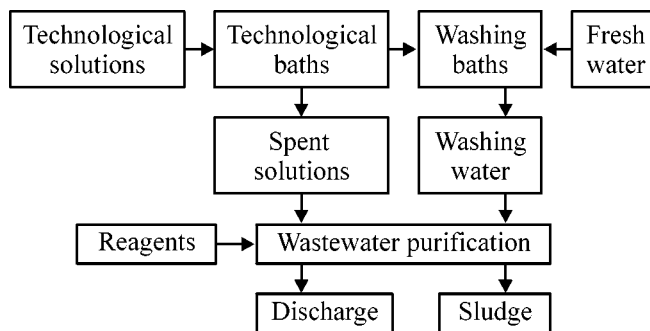 Technological
solutions
Technological
baths
Washing
baths
Fresh
water
Spent
solutions
Washing
water
Reagents
Wastewater purification
Discharge
Sludge